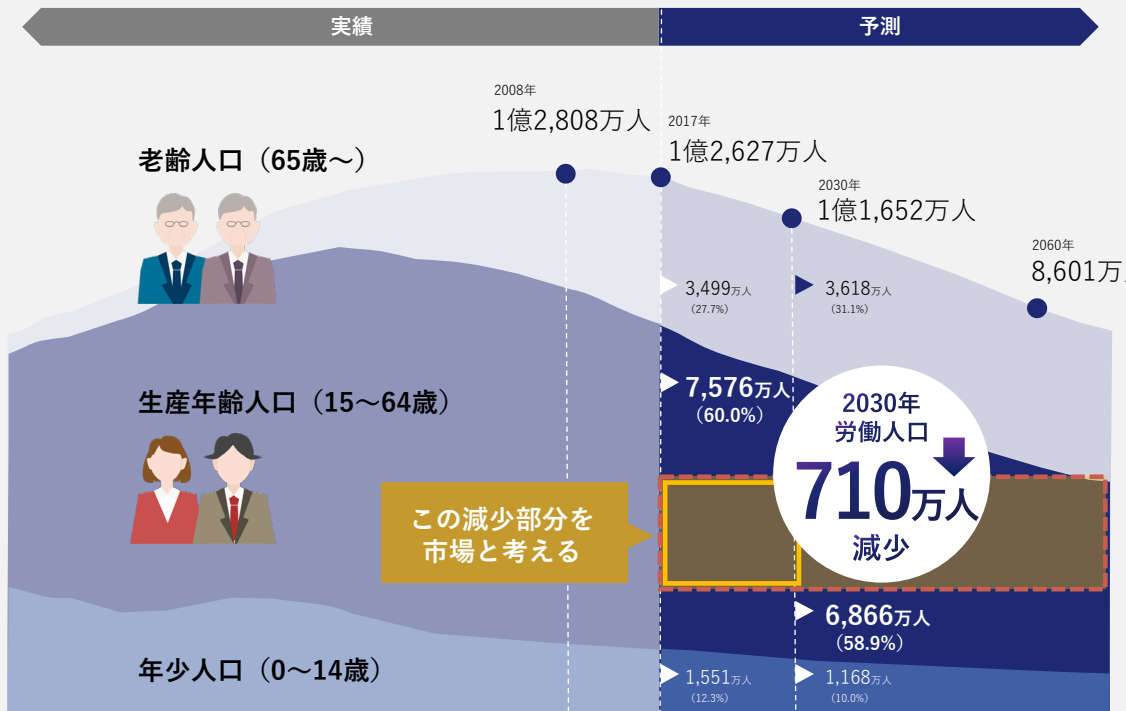 実績
予測
2008年
1億2,808万人
2017年
1億2,627万人
2030年
1億1,652万人
2060年
8,601万
老齢人口（65歳～）
3,499万人
（27.7%）
3,618万人
（31.1%）
生産年齢人口（15～64歳）
7,576万人
（60.0%）
2030年
労働人口
710万人
減少
この減少部分を
市場と考える
6,866万人
（58.9%）
年少人口（0～14歳）
1,551万人
（12.3%）
1,168万人
（10.0%）